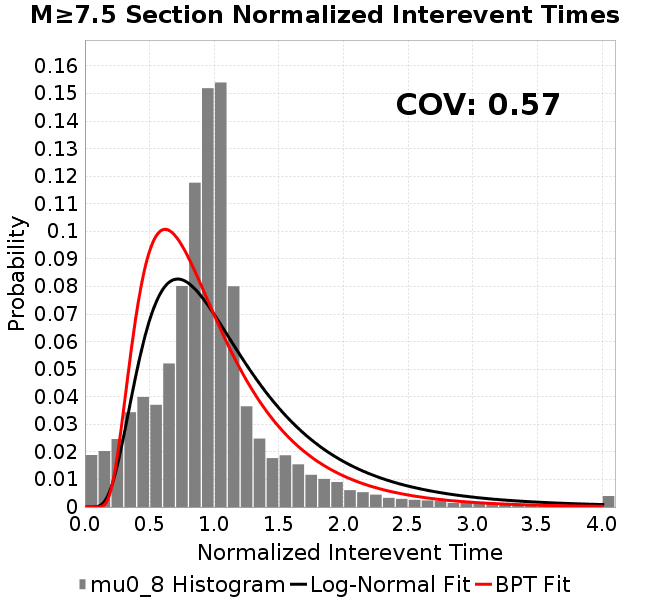 M≥7.5 Section Normalized Interevent Times
COV: 0.57
Probability
0.16
0.15
0.14
0.13
0.12
0.11
0.1
0.09
0.08
0.07
0.06
0.05
0.04
0.03
0.02
0.01
0
0.0 0.5 1.0 1.5 2.0 2.5 3.0 3.5 4.0
Normalized Interevent Time
mu0_8 Histogram Log-Normal Fit BPT Fit